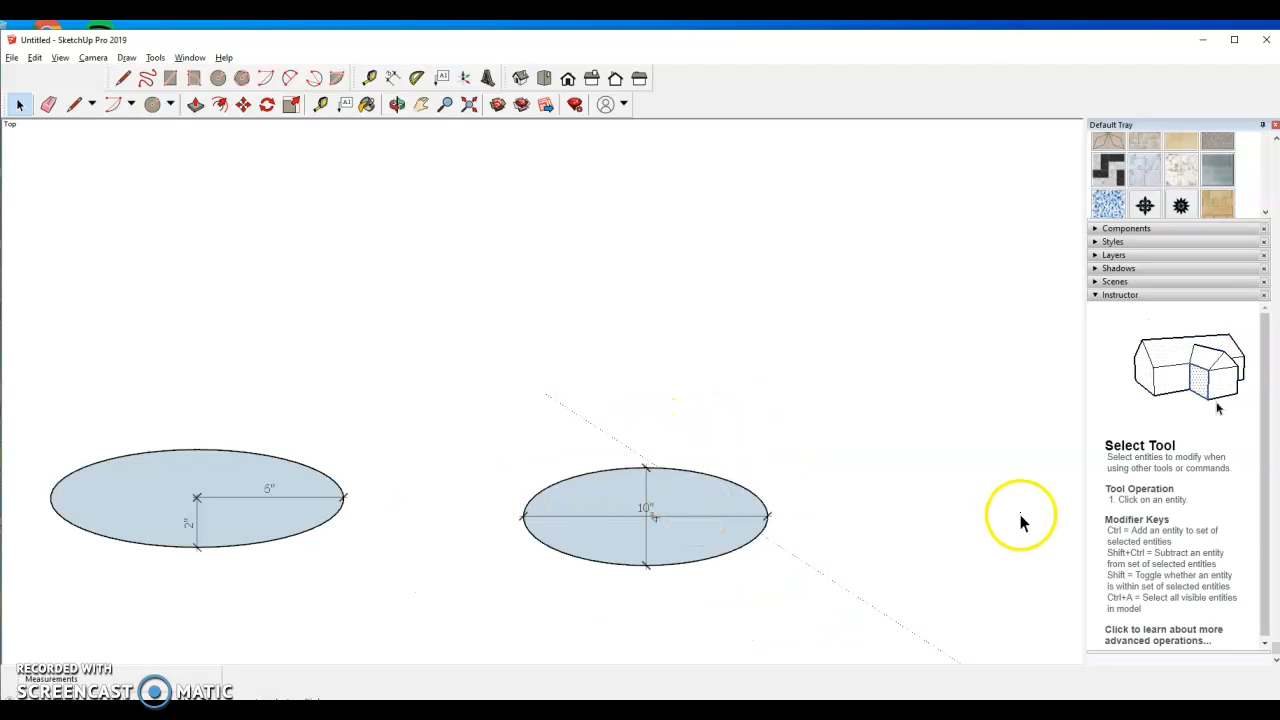 Untitled - SketchUp Pro 2019
File Edit View Camera Draw Tools Window Help
A1
A1
Top
Default Tray
Components
Styles
Layers
Shadows
Scenes
Instructor
2"
10"
4
Select Tool
Select entities to modify when
using other tools or commands.
Tool Operation
1. Click on an entity.
Modifier Keys
Ctrl = Add an entity to set of
selected entities
Shift+Ctrl = Subtract an entity
from set of selected entities
Shift = Toggle whether an entity
is within set of selected entities
Ctrl+A = Select all visible entities
in model
Click to learn about more
advanced operations...
RECORDED WITH
Measurements
SCREENCAST MATIC